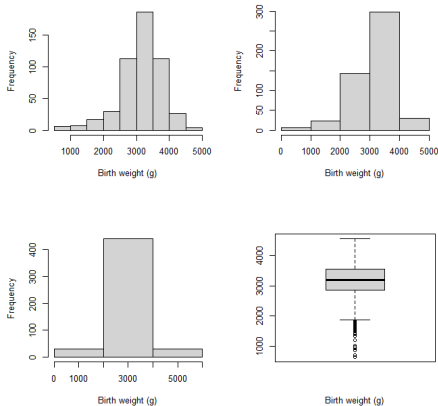 Frequency
0 50 100 150
1000 2000 3000 4000 5000
Birth weight (g)
Frequency
0 50 100 200 300
0 1000 2000 3000 4000 5000
Birth weight (g)
Frequency
0 100 200 300 400
0 1000 3000 5000
Birth weight (g)
1000 2000 3000 4000
Birth weight (g)